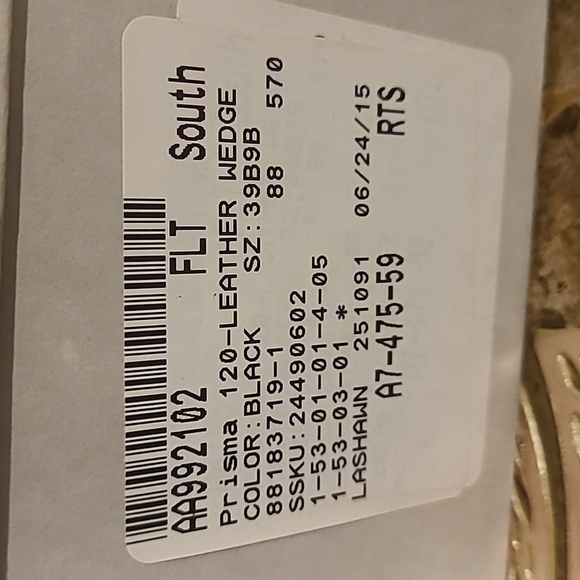 AA992102 FLT South
Prisma 120-LEATHER WEDGE
COLOR:BLACK SZ:39B9B
88183719-1 88 570
SSKU:24490602
1-53-01-01-4-05
1-53-03-01 *
LASHAWN 251091 06/24/15
A7-475-59 RTS